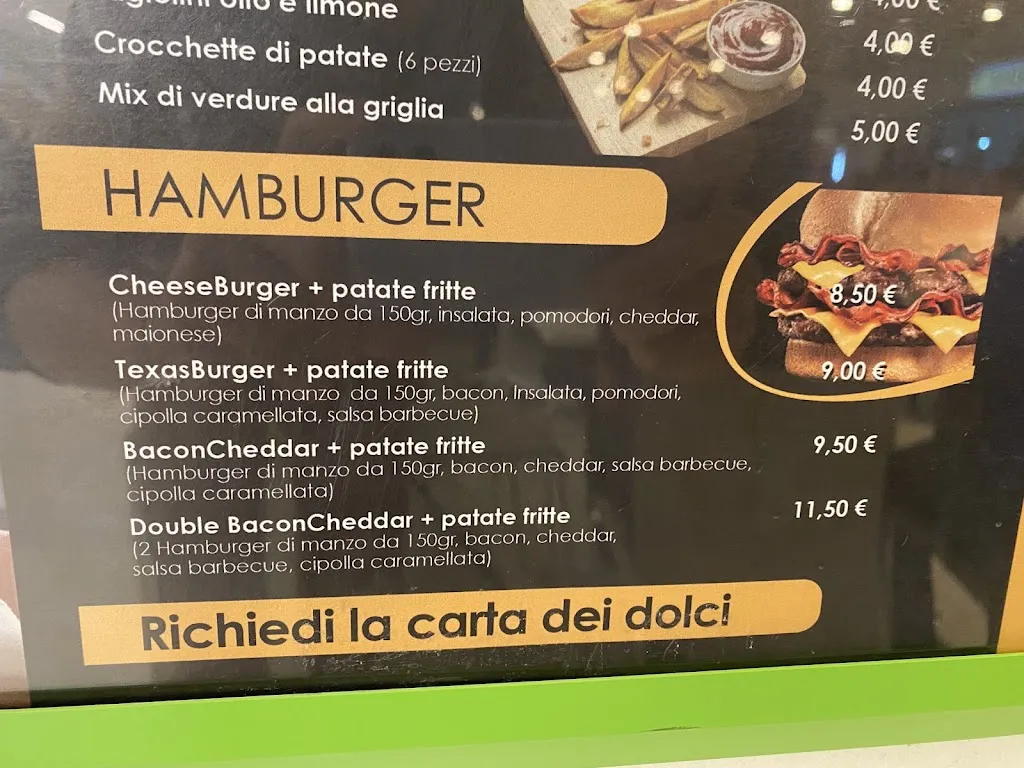 4,00 €
olio e limone 4,00 €
Crocchette di patate (6 pezzi) 4,00 €
Mix di verdure alla griglia 5,00 €
HAMBURGER
CheeseBurger + patate fritte 8,50 €
(Hamburger di manzo da 150gr, insalata, pomodori, cheddar,
maionese)
TexasBurger + patate fritte 9,00 €
(Hamburger di manzo da 150gr, bacon, Insalata, pomodori,
cipolla caramellata, salsa barbecue)
BaconCheddar + patate fritte 9,50 €
(Hamburger di manzo da 150gr, bacon, cheddar, salsa barbecue,
cipolla caramellata)
Double BaconCheddar + patate fritte 11,50 €
(2 Hamburger di manzo da 150gr, bacon, cheddar,
salsa barbecue, cipolla caramellata)
Richiedi la carta dei dolci